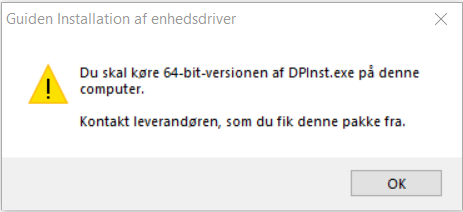 Guiden Installation af enhedsdriver
Du skal køre 64-bit-versionen af DPInst.exe på denne
computer.
Kontakt leverandøren, som du fik denne pakke fra.
OK